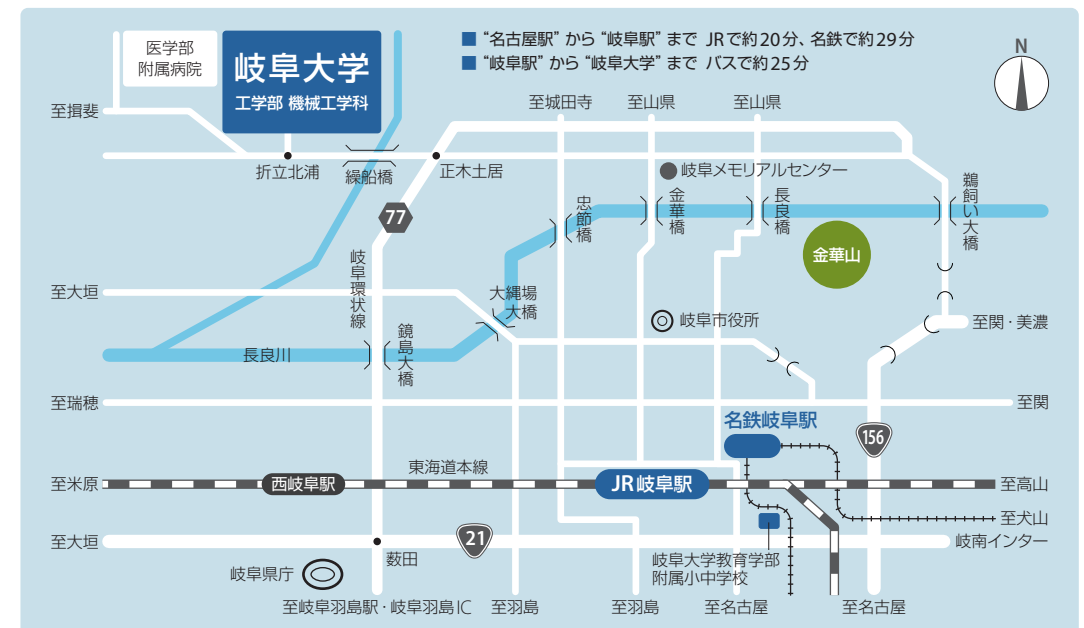 医学部
附属病院
岐阜大学
工学部 機械工学科
■ “名古屋駅” から “岐阜駅” まで JRで約20分、名鉄で約29分
■ “岐阜駅” から “岐阜大学” まで バスで約25分
N
至揖斐
至城田寺
至山県
至山県
折立北浦
繰船橋
正木土居
岐阜メモリアルセンター
77
忠節橋
金華橋
長良橋
鵜飼い大橋
金華山
岐阜環状線
至大垣
大縄場
大橋
岐阜市役所
至関・美濃
長良川
鏡島大橋
至瑞穂
至関
名鉄岐阜駅
156
東海道本線
至米原
西岐阜駅
JR岐阜駅
至高山
至犬山
至大垣
21
薮田
岐南インター
岐阜大学教育学部
附属小中学校
岐阜県庁
至岐阜羽島駅・岐阜羽島IC
至羽島
至羽島
至名古屋
至名古屋